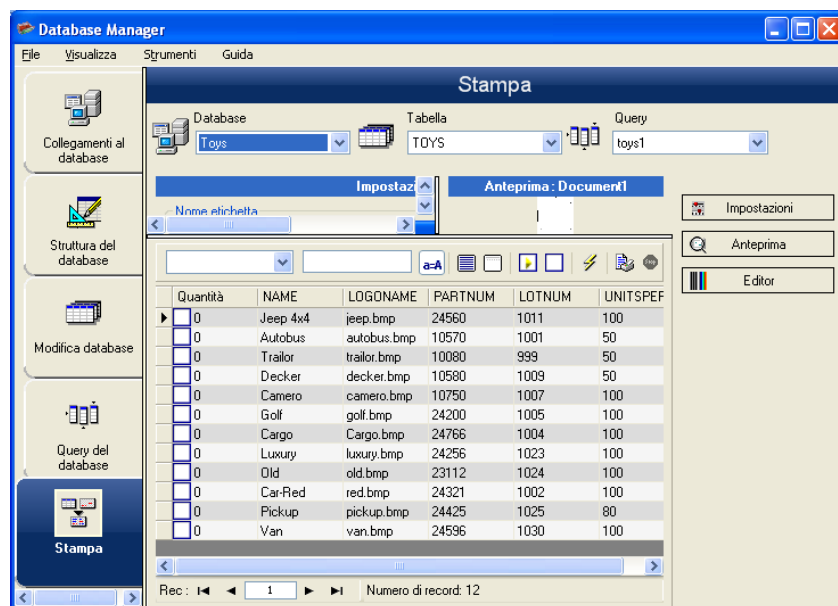 Database Manager
File Visualizza Strumenti Guida
Stampa
Collegamenti al database
Struttura del database
Modifica database
Query del database
Stampa
Database Tabella Query
Toys TOYS toys1
Impostazi Anteprima : Document1
Nome etichetta
Impostazioni
Anteprima
Editor
a=A
Quantità NAME LOGONAME PARTNUM LOTNUM UNITSPER
0 Jeep 4x4 jeep.bmp 24560 1011 100
0 Autobus autobus.bmp 10570 1001 50
0 Trailor trailor.bmp 10080 999 50
0 Decker decker.bmp 10580 1009 50
0 Camero camero.bmp 10750 1007 100
0 Golf golf.bmp 24200 1005 100
0 Cargo Cargo.bmp 24766 1004 100
0 Luxury luxury.bmp 24256 1023 100
0 Old old.bmp 23112 1024 100
0 Car-Red red.bmp 24321 1002 100
0 Pickup pickup.bmp 24425 1025 80
0 Van van.bmp 24596 1030 100
Rec : 1 Numero di record: 12